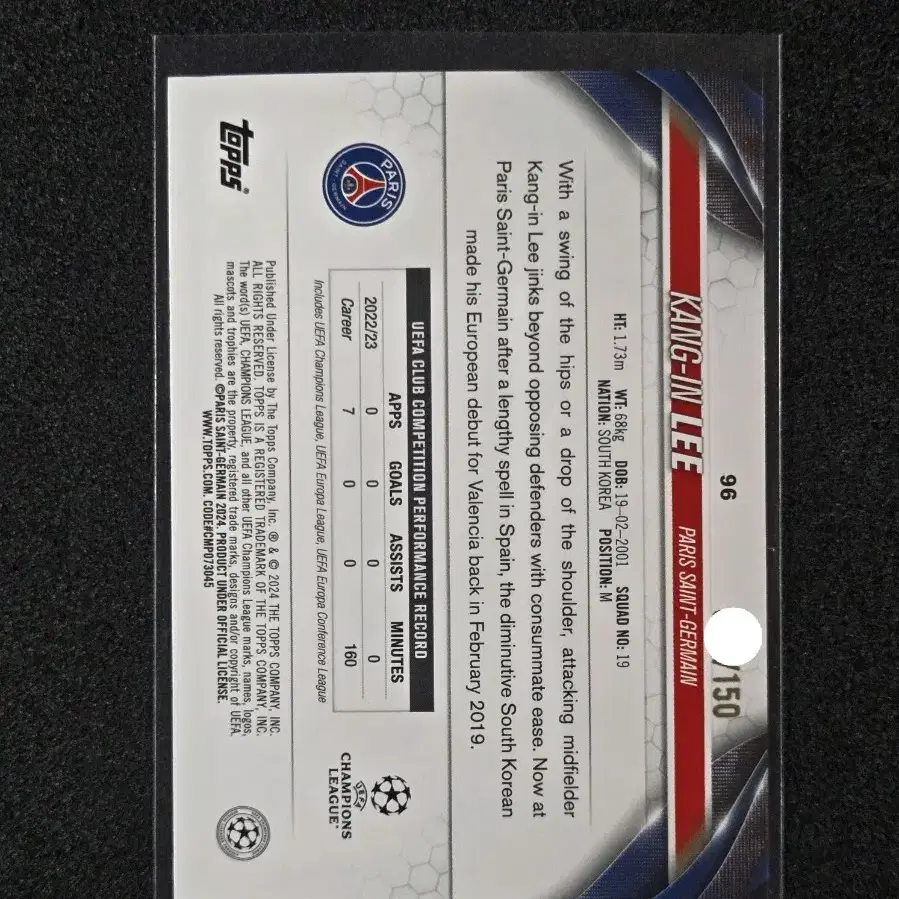 96
/150
KANG-IN LEE PARIS SAINT-GERMAIN
HT: 1.73m WT: 68kg DOB: 19-02-2001 SQUAD NO: 19
NATION: SOUTH KOREA POSITION: M
With a swing of the hips or a drop of the shoulder, attacking midfielder
Kang-in Lee jinks beyond opposing defenders with consummate ease. Now at
Paris Saint-Germain after a lengthy spell in Spain, the diminutive South Korean
made his European debut for Valencia back in February 2019.
PARIS
SAINT-GERMAIN
UEFA CLUB COMPETITION PERFORMANCE RECORD
APPS GOALS ASSISTS MINUTES
2022/23 0 0 0 0
Career 7 0 0 160
Includes UEFA Champions League, UEFA Europa League, UEFA Europa Conference League
UEFA
CHAMPIONS
LEAGUE®
TOPPS®
Published Under License by The Topps Company, Inc. ® & © 2024 THE TOPPS COMPANY, INC.
ALL RIGHTS RESERVED. TOPPS IS A REGISTERED TRADEMARK OF THE TOPPS COMPANY, INC.
The word(s) UEFA, CHAMPIONS LEAGUE, and all other UEFA Champions League marks, names, logos,
mascots and trophies are the property, registered trade marks, designs and/or copyright of UEFA.
All rights reserved. ©PARIS SAINT-GERMAIN 2024. PRODUCT UNDER OFFICIAL LICENSE.
WWW.TOPPS.COM. CODE#CMPD73045